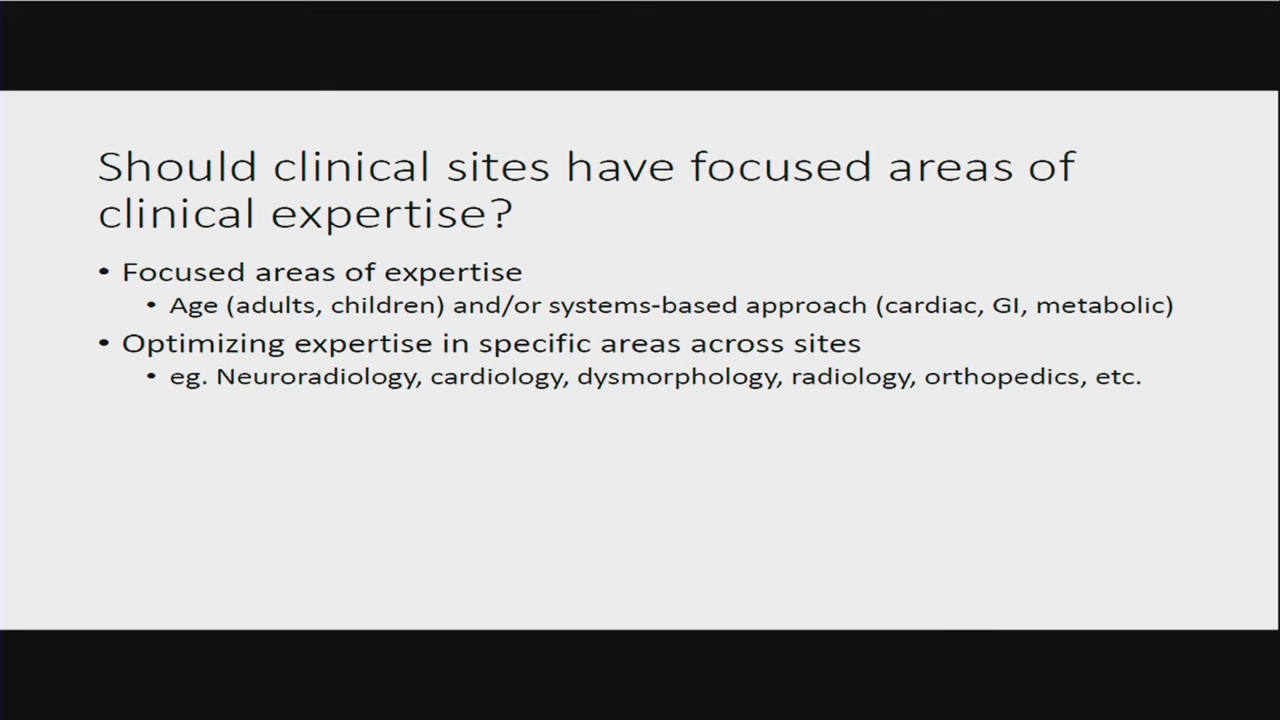 Should clinical sites have focused areas of
clinical expertise?
• Focused areas of expertise
• Age (adults, children) and/or systems-based approach (cardiac, GI, metabolic)
• Optimizing expertise in specific areas across sites
• eg. Neuroradiology, cardiology, dysmorphology, radiology, orthopedics, etc.